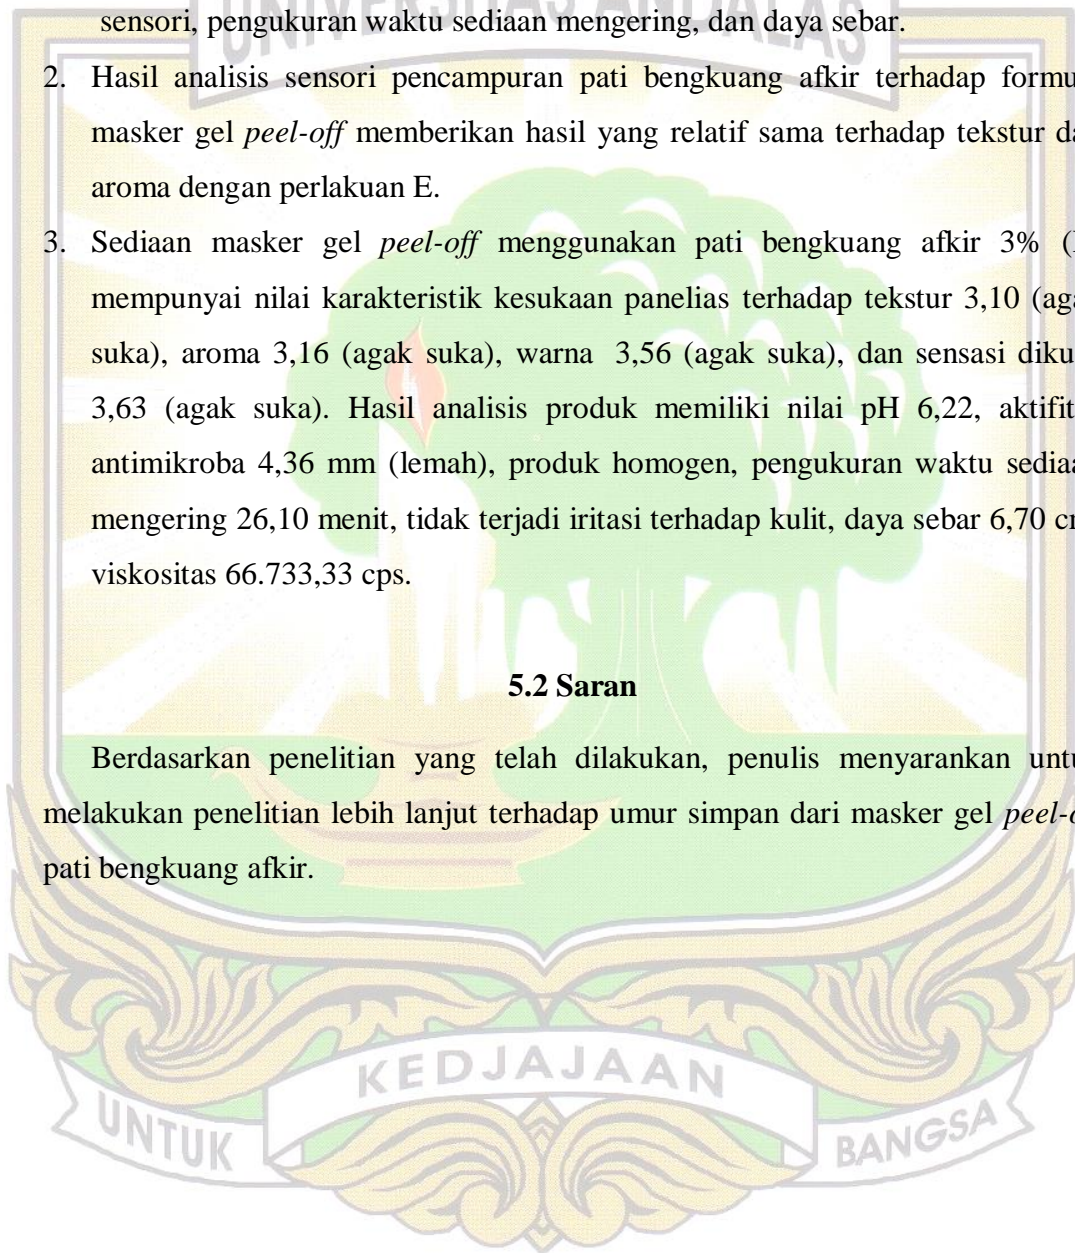 UNIVERSITAS ANDALAS
sensori, pengukuran waktu sediaan mengering, dan daya sebar.
2. Hasil analisis sensori pencampuran pati bengkuang afkir terhadap formu
masker gel peel-off memberikan hasil yang relatif sama terhadap tekstur da
aroma dengan perlakuan E.
3. Sediaan masker gel peel-off menggunakan pati bengkuang afkir 3% (
mempunyai nilai karakteristik kesukaan panelias terhadap tekstur 3,10 (aga
suka), aroma 3,16 (agak suka), warna 3,56 (agak suka), dan sensasi diku
3,63 (agak suka). Hasil analisis produk memiliki nilai pH 6,22, aktifit
antimikroba 4,36 mm (lemah), produk homogen, pengukuran waktu sediaa
mengering 26,10 menit, tidak terjadi iritasi terhadap kulit, daya sebar 6,70 c
viskositas 66.733,33 cps.
5.2 Saran
Berdasarkan penelitian yang telah dilakukan, penulis menyarankan untu
melakukan penelitian lebih lanjut terhadap umur simpan dari masker gel peel-o
pati bengkuang afkir.
KEDJAJAAN
UNTUK
BANGSA